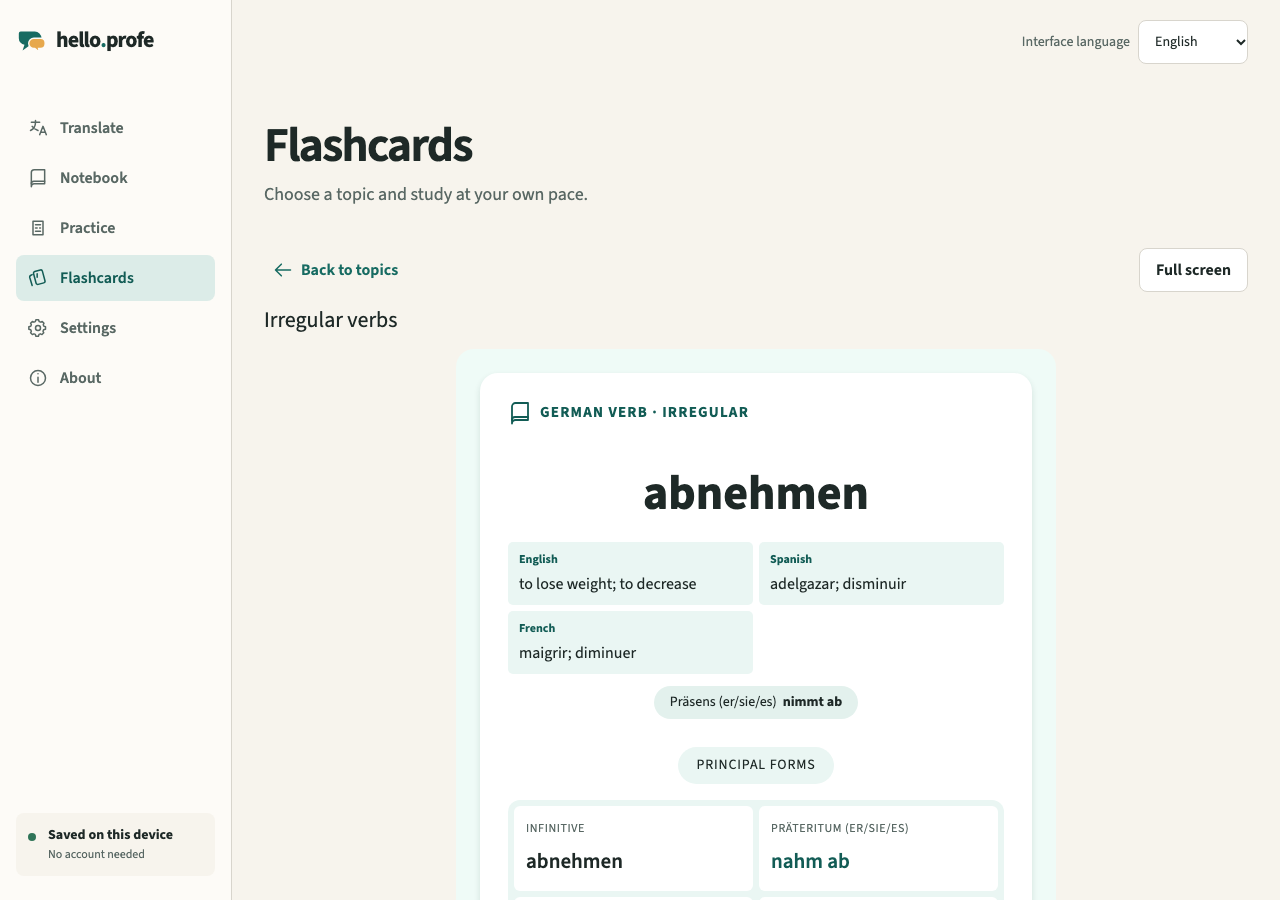 hello.profe
Interface language
English
Translate
Notebook
Practice
Flashcards
Settings
About
Saved on this device
No account needed
Flashcards
Choose a topic and study at your own pace.
Back to topics
Full screen
Irregular verbs
GERMAN VERB · IRREGULAR
abnehmen
English
to lose weight; to decrease
Spanish
adelgazar; disminuir
French
maigrir; diminuer
Präsens (er/sie/es) nimmt ab
PRINCIPAL FORMS
INFINITIVE
abnehmen
PRÄTERITUM (ER/SIE/ES)
nahm ab